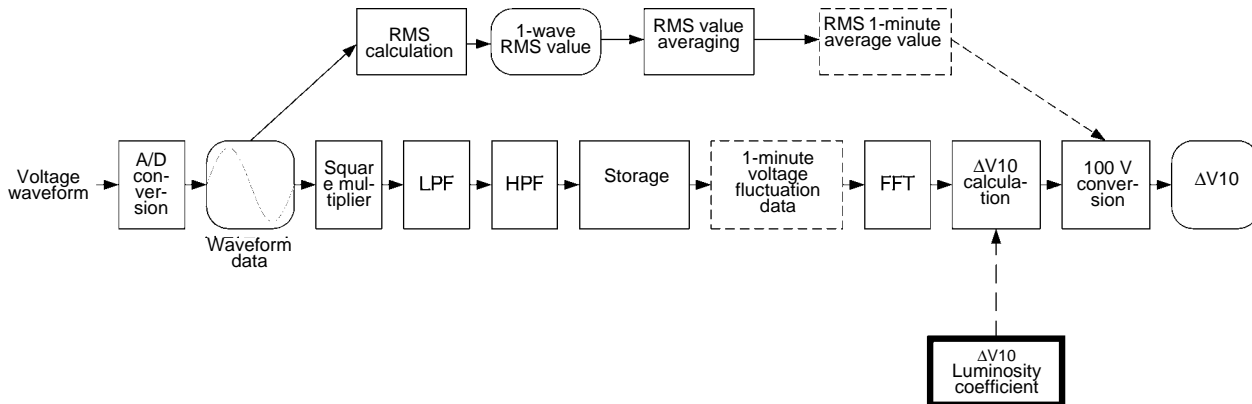 RMS
calculation
1-wave
RMS value
RMS value
averaging
RMS 1-minute
average value
Voltage
waveform
A/D
con-
ver-
sion
Waveform
data
Squar
e mul-
tiplier
LPF
HPF
Storage
1-minute
voltage
fluctuation
data
FFT
ΔV10
calcula-
tion
100 V
conver-
sion
ΔV10
ΔV10
Luminosity
coefficient